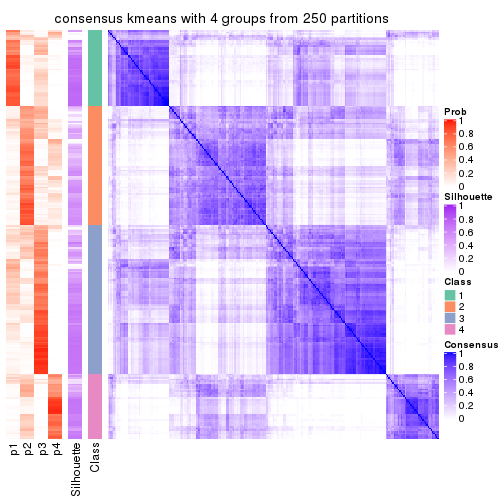 consensus kmeans with 4 groups from 250 partitions
Prob
1
0.8
0.6
0.4
0.2
0
Silhouette
1
0.8
0.6
0.4
0.2
0
Class
1
2
3
4
Consensus
1
0.8
0.6
0.4
0.2
0
p1
p2
p3
p4
Silhouette
Class